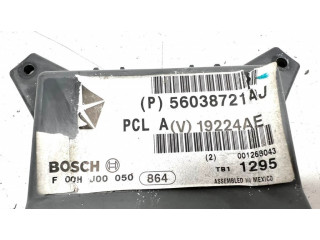 (P) 56038721AJ
PCL A(V) 19224AE
(2) 001269043
BOSCH TB1 1295
F 00H J00 050 864 ASSEMBLED IN MEXICO